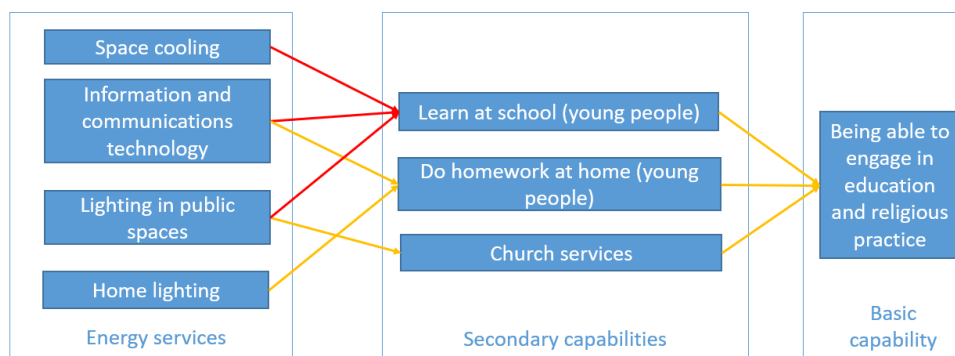 Space cooling
Information and
communications
technology
Lighting in public
spaces
Home lighting
Energy services
Learn at school (young people)
Do homework at home (young
people)
Church services
Secondary capabilities
Being able to
engage in
education
and religious
practice
Basic
capability